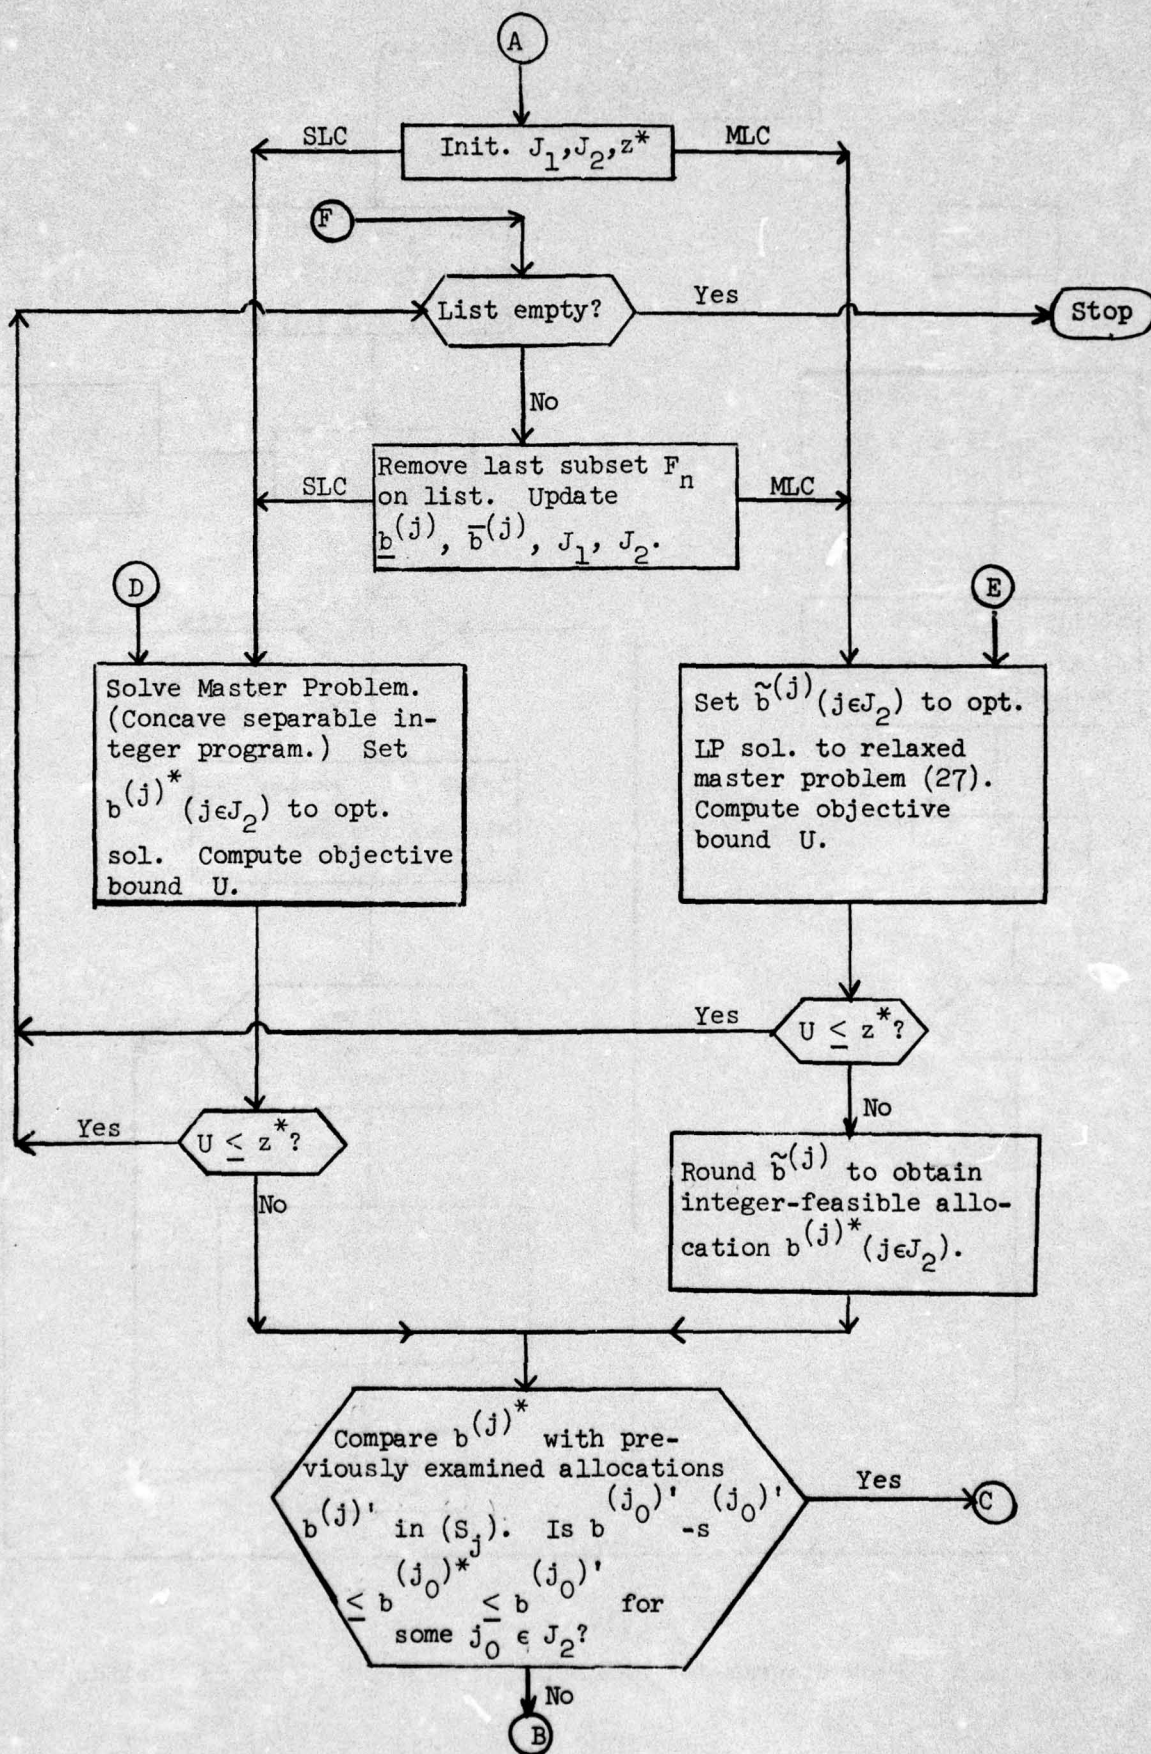 A
SLC
Init. J₁,J₂,z*
MLC
F
List empty?
Yes
Stop
No
SLC
Remove last subset Fₙ
on list. Update
b̲^(j), b̄^(j), J₁, J₂.
MLC
D
E
Solve Master Problem.
(Concave separable in-
teger program.) Set
b^(j)* (jϵJ₂) to opt.
sol. Compute objective
bound U.
Set b̃^(j) (jϵJ₂) to opt.
LP sol. to relaxed
master problem (27).
Compute objective
bound U.
Yes
U ≤ z*?
No
Yes
U ≤ z*?
No
Round b̃^(j) to obtain
integer-feasible allo-
cation b^(j)* (jϵJ₂).
Compare b^(j)* with pre-
viously examined allocations
b^(j)' in (S_j). Is b^(j₀)' -s^(j₀)'
≤ b^(j₀)* ≤ b^(j₀)' for
some j₀ ϵ J₂?
Yes
C
No
B